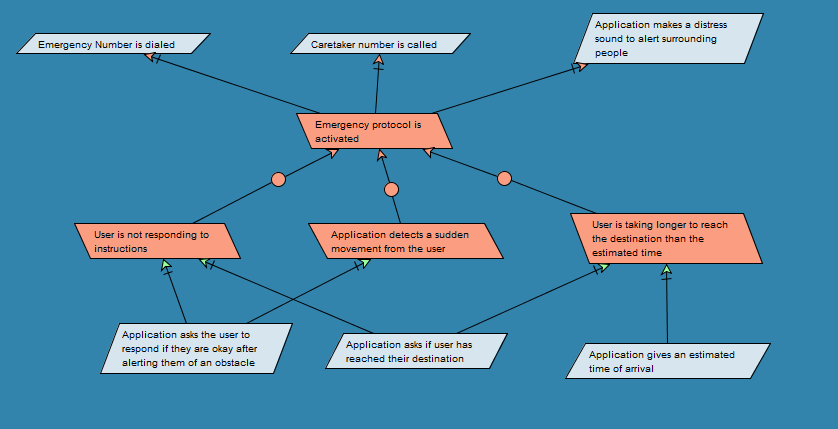 Emergency Number is dialed
Caretaker number is called
Application makes a distress
sound to alert surrounding
people
Emergency protocol is
activated
User is not responding to
instructions
Application detects a sudden
movement from the user
User is taking longer to reach
the destination than the
estimated time
Application asks the user to
respond if they are okay after
alerting them of an obstacle
Application asks if user has
reached their destination
Application gives an estimated
time of arrival